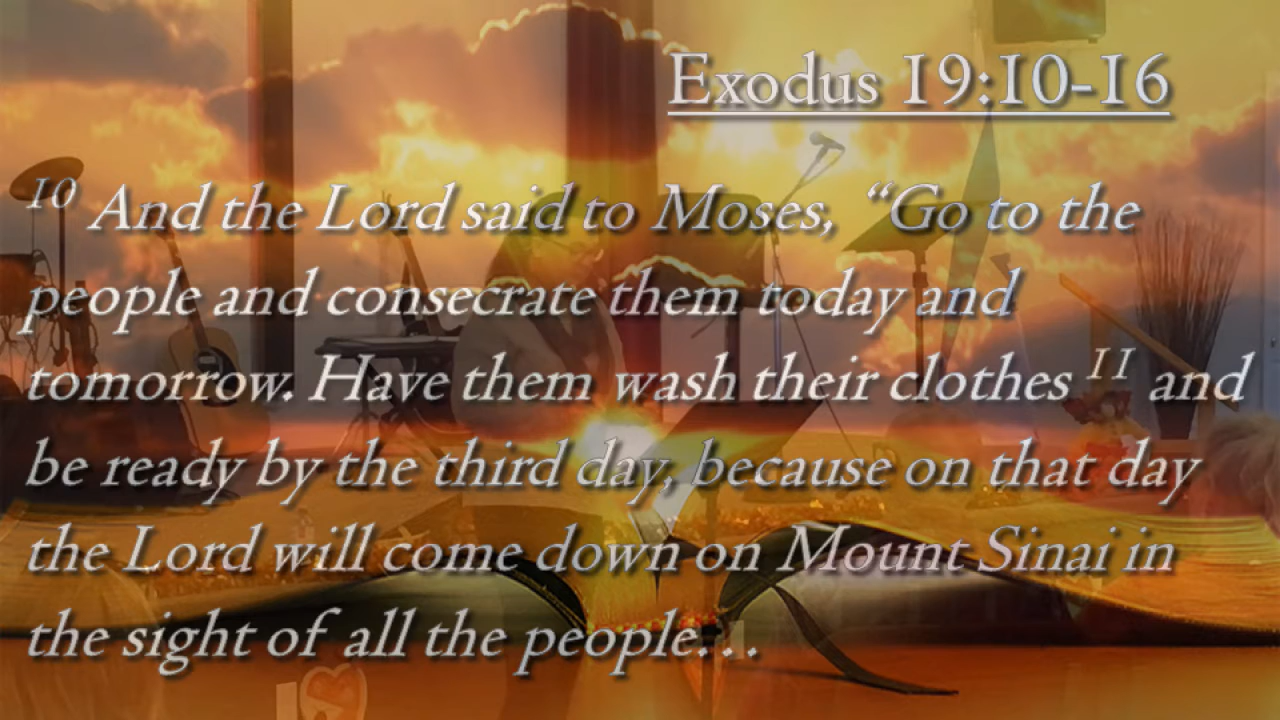 Exodus 19:10-16
10 And the Lord said to Moses, “Go to the
people and consecrate them today and
tomorrow. Have them wash their clothes 11 and
be ready by the third day, because on that day
the Lord will come down on Mount Sinai in
the sight of all the people…